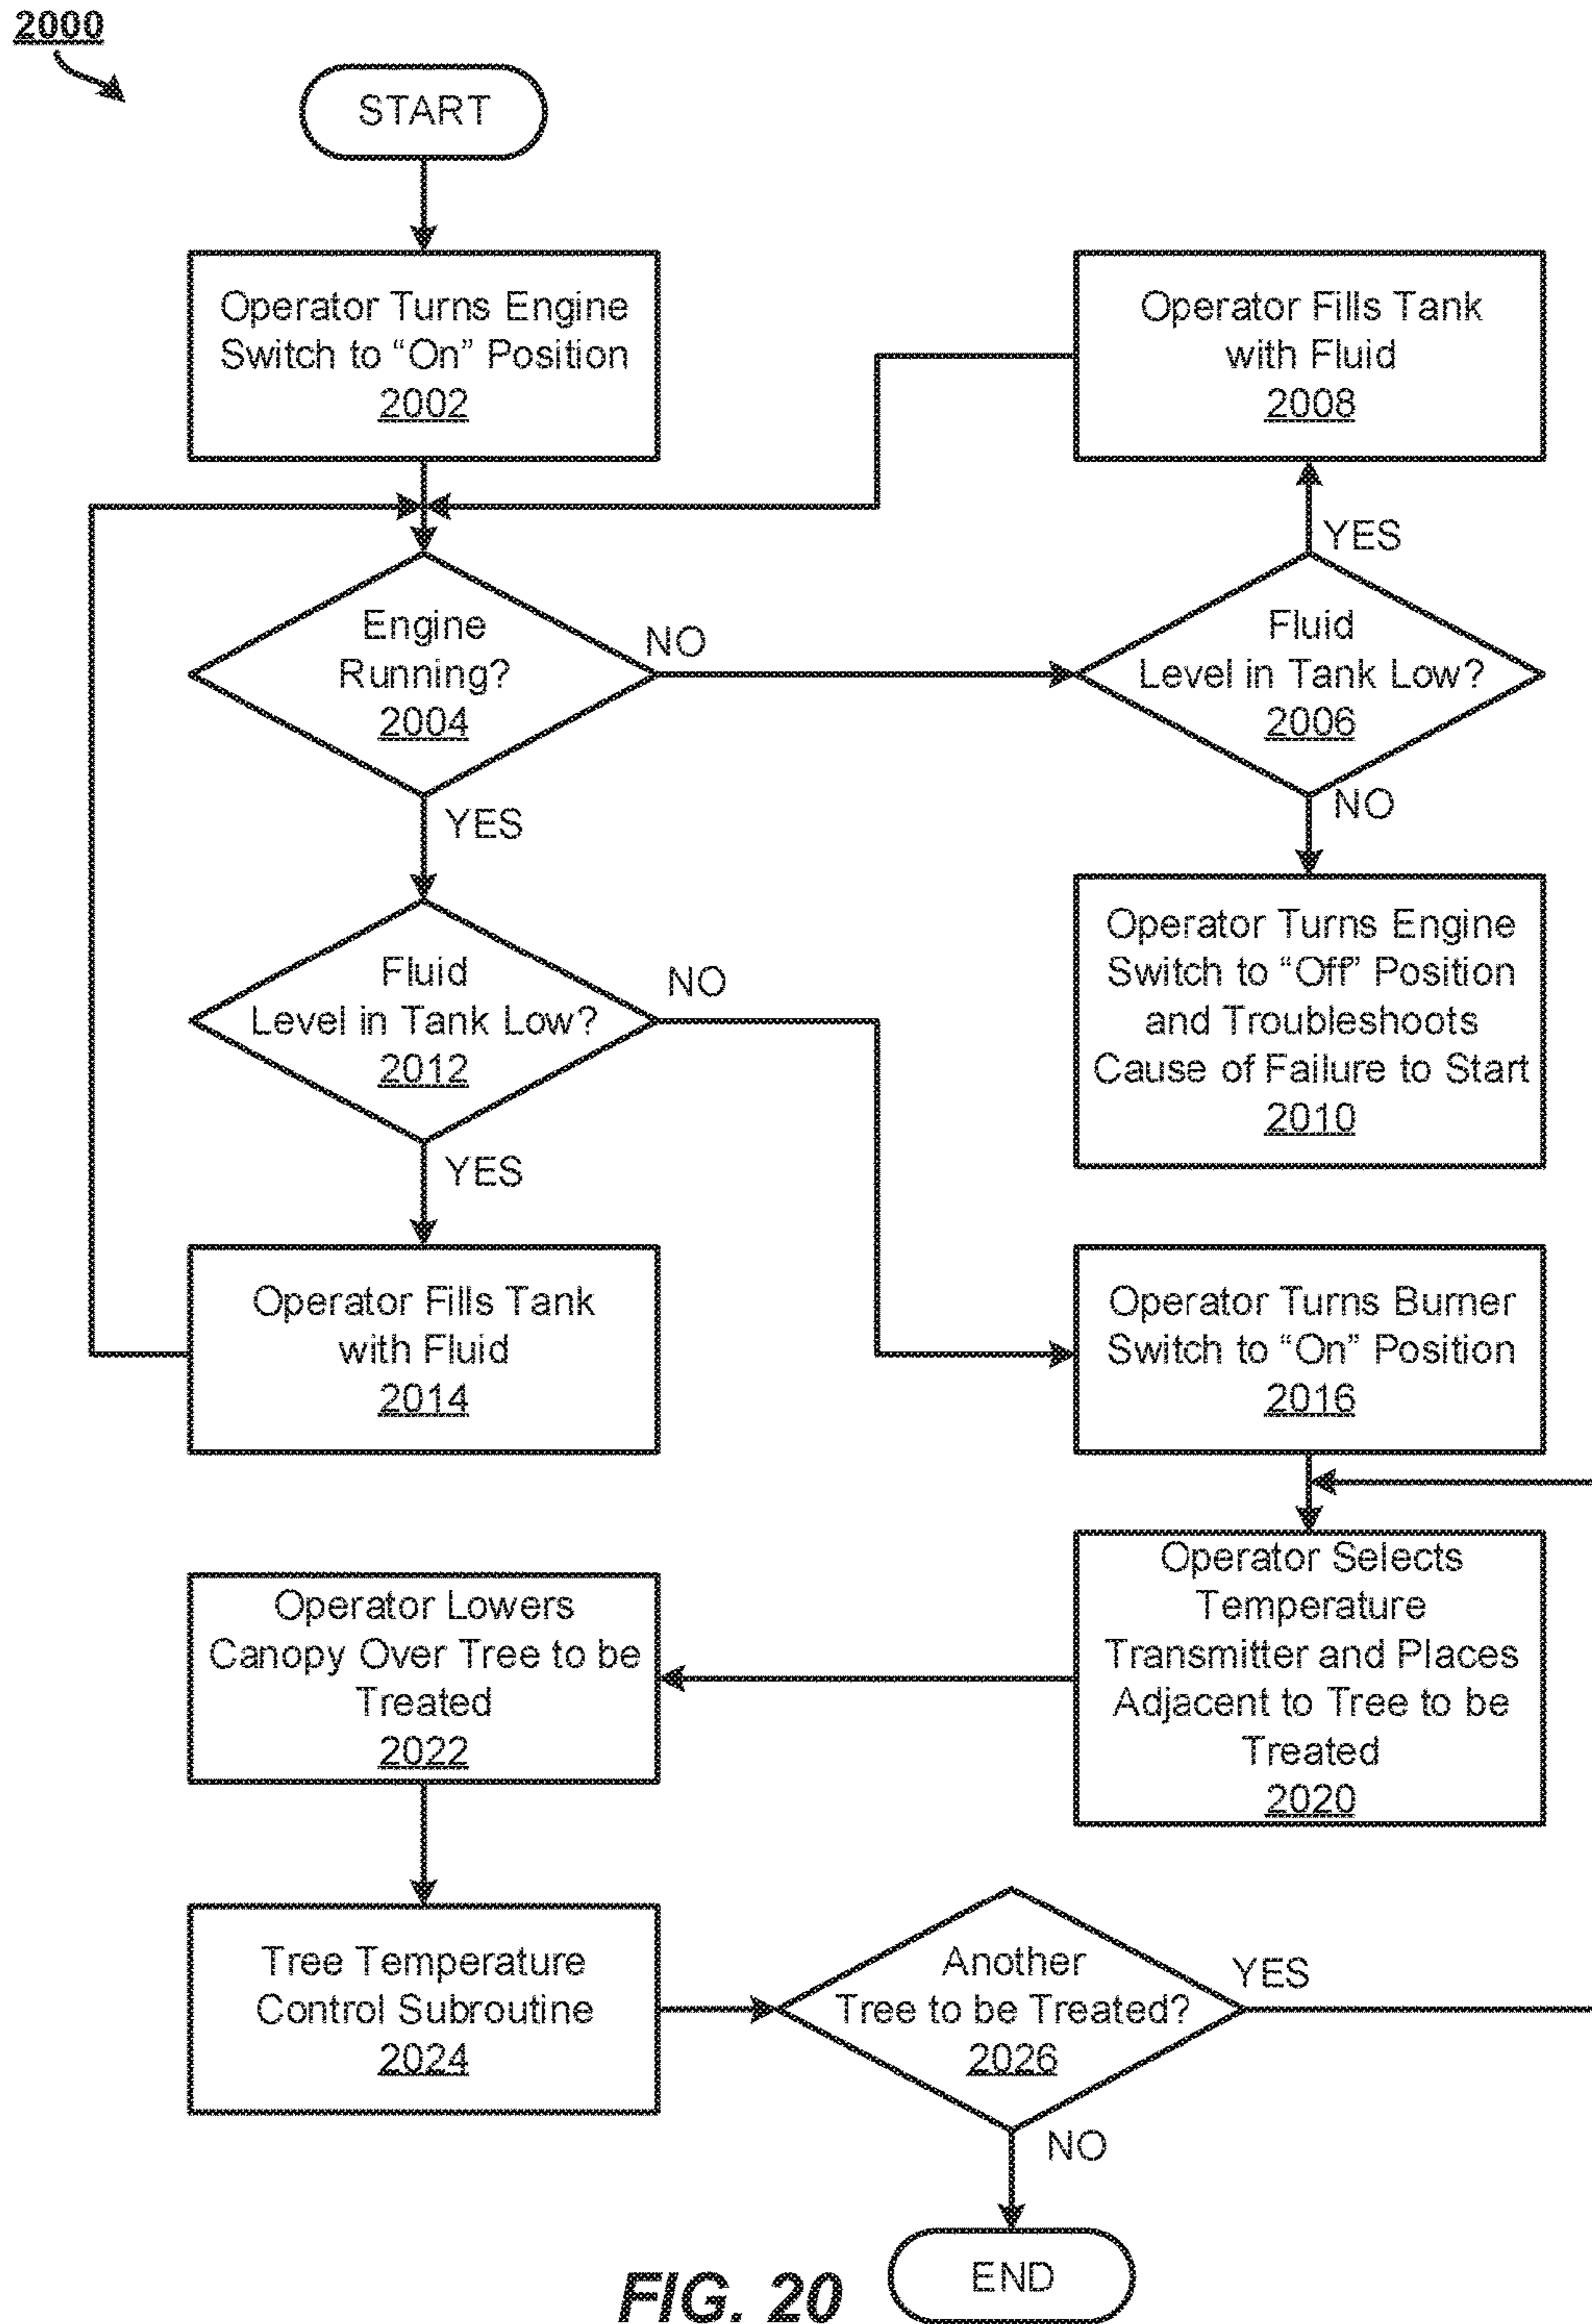 2000
START
Operator Turns Engine
Switch to “On” Position
2002
Operator Fills Tank
with Fluid
2008
Engine
Running?
2004
NO
Fluid
Level in Tank Low?
2006
YES
NO
YES
Operator Turns Engine
Switch to “Off” Position
and Troubleshoots
Cause of Failure to Start
2010
Fluid
Level in Tank Low?
2012
NO
YES
Operator Fills Tank
with Fluid
2014
Operator Turns Burner
Switch to “On” Position
2016
Operator Selects
Temperature
Transmitter and Places
Adjacent to Tree to be
Treated
2020
Operator Lowers
Canopy Over Tree to be
Treated
2022
Tree Temperature
Control Subroutine
2024
Another
Tree to be Treated?
2026
YES
NO
END
FIG. 20